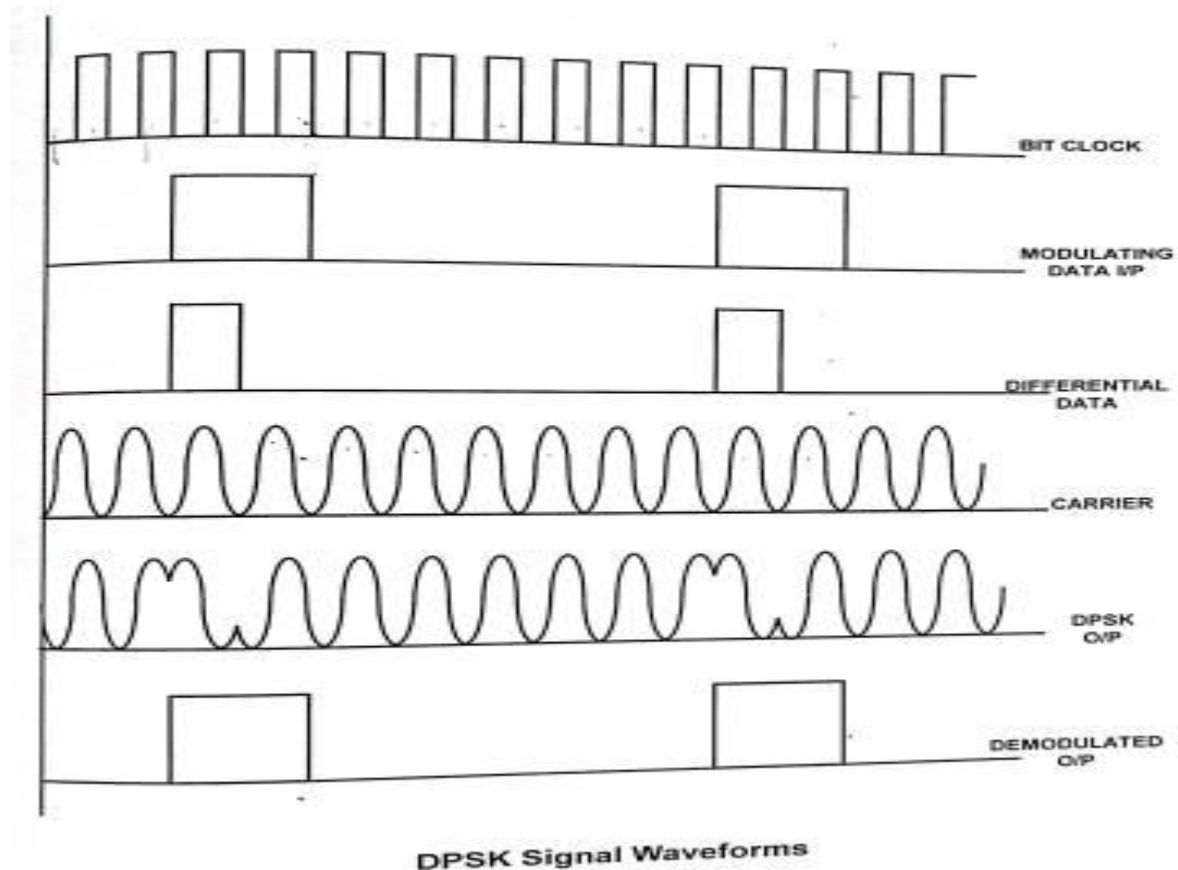 BIT CLOCK
MODULATING
DATA I/P
DIFFERENTIAL
DATA
CARRIER
DPSK
O/P
DEMODULATED
O/P
DPSK Signal Waveforms